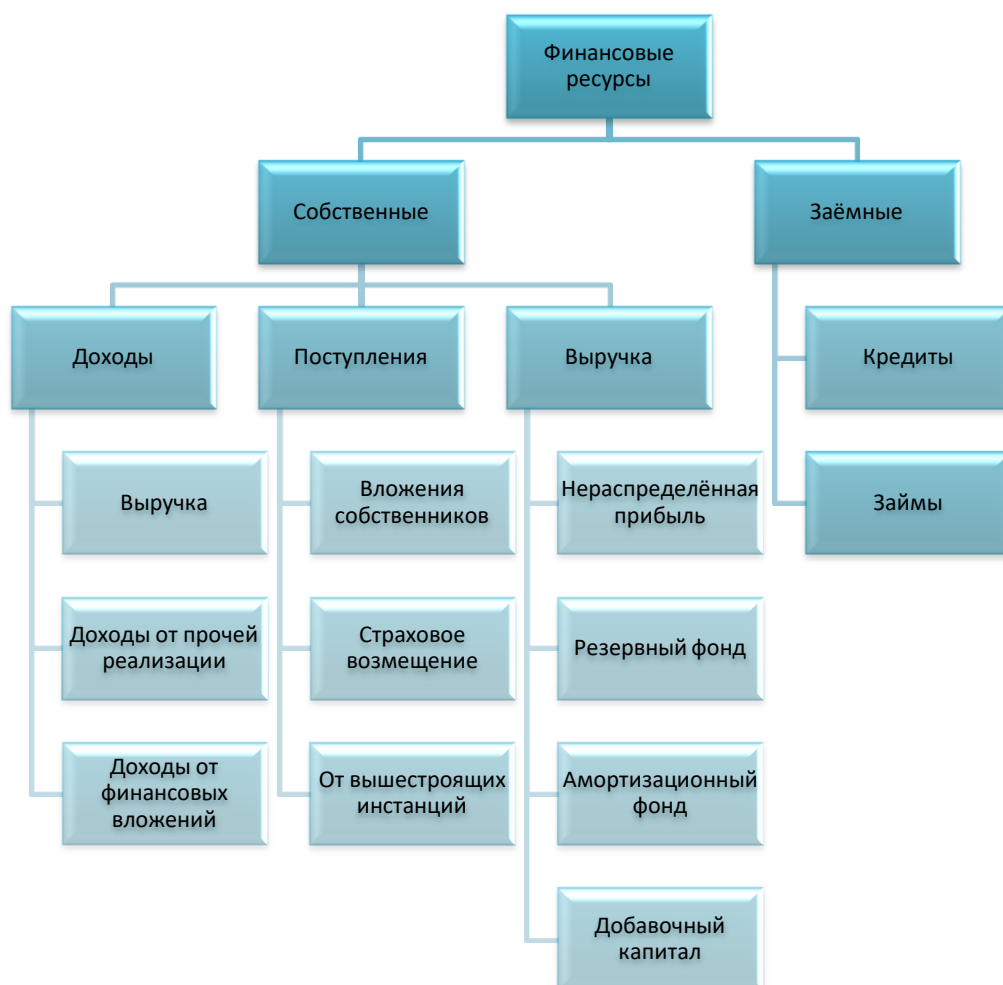 Финансовые
ресурсы
Собственные
Заёмные
Доходы
Поступления
Выручка
Кредиты
Выручка
Вложения
собственников
Нераспределённая
прибыль
Займы
Доходы от прочей
реализации
Страховое
возмещение
Резервный фонд
Доходы от
финансовых
вложений
От вышестроящих
инстанций
Амортизационный
фонд
Добавочный
капитал